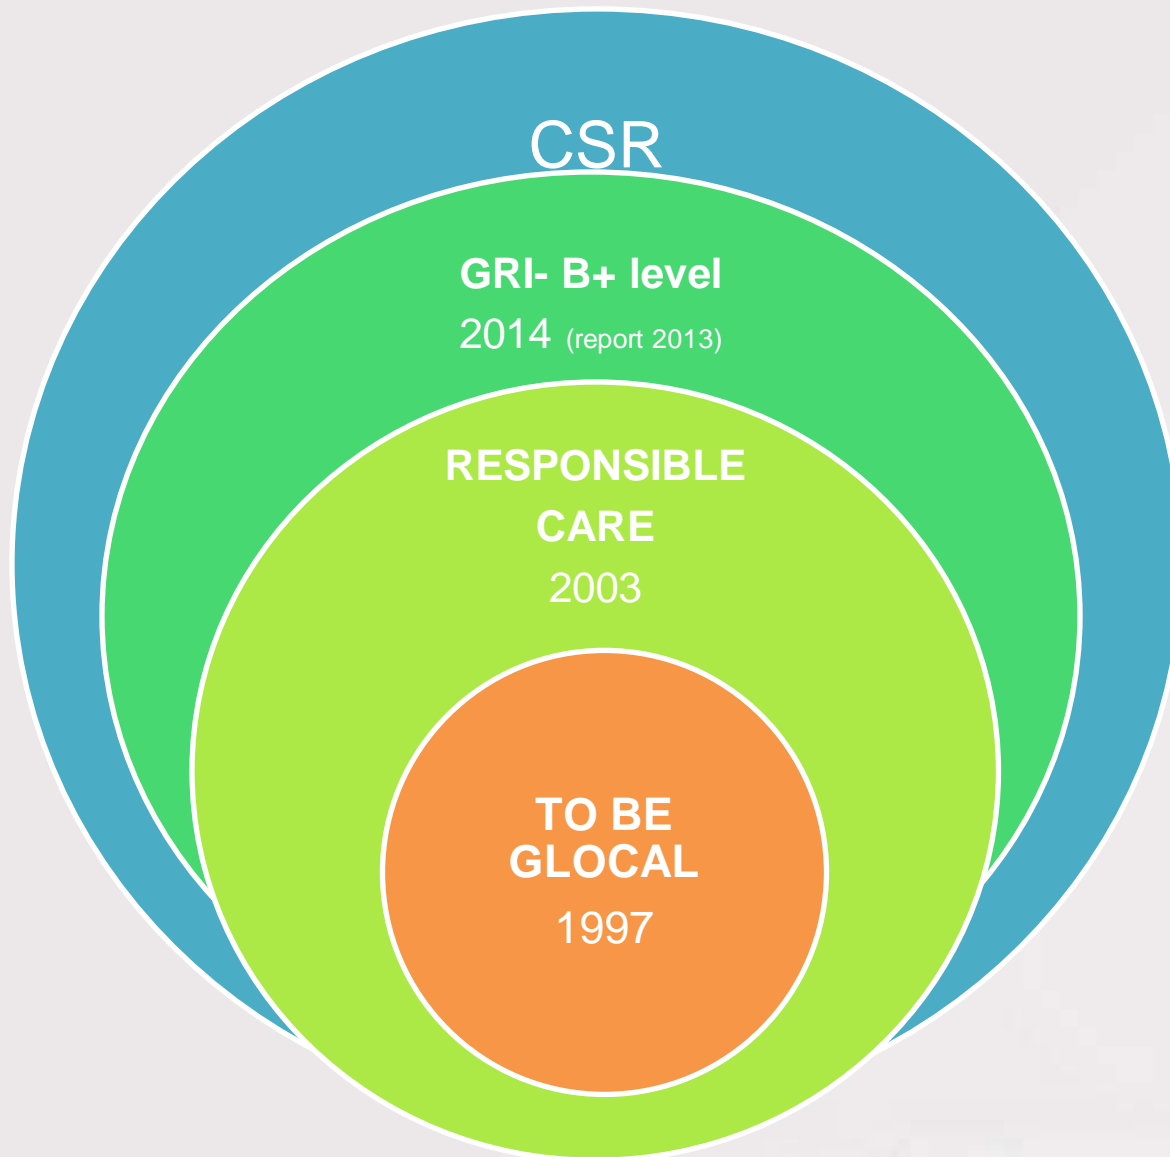 CSR
GRI- B+ level
2014 (report 2013)
RESPONSIBLE
CARE
2003
TO BE
GLOCAL
1997